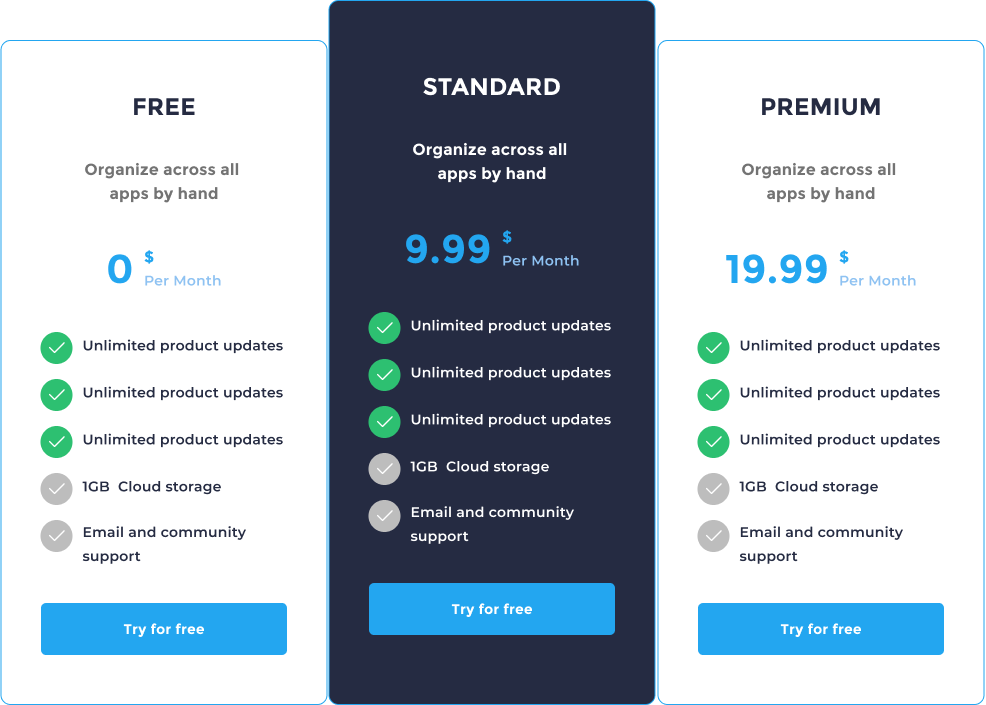 FREE
Organize across all
apps by hand
0 $
Per Month
Unlimited product updates
Unlimited product updates
Unlimited product updates
1GB  Cloud storage
Email and community
support
Try for free
STANDARD
Organize across all
apps by hand
9.99 $
Per Month
Unlimited product updates
Unlimited product updates
Unlimited product updates
1GB  Cloud storage
Email and community
support
Try for free
PREMIUM
Organize across all
apps by hand
19.99 $
Per Month
Unlimited product updates
Unlimited product updates
Unlimited product updates
1GB  Cloud storage
Email and community
support
Try for free